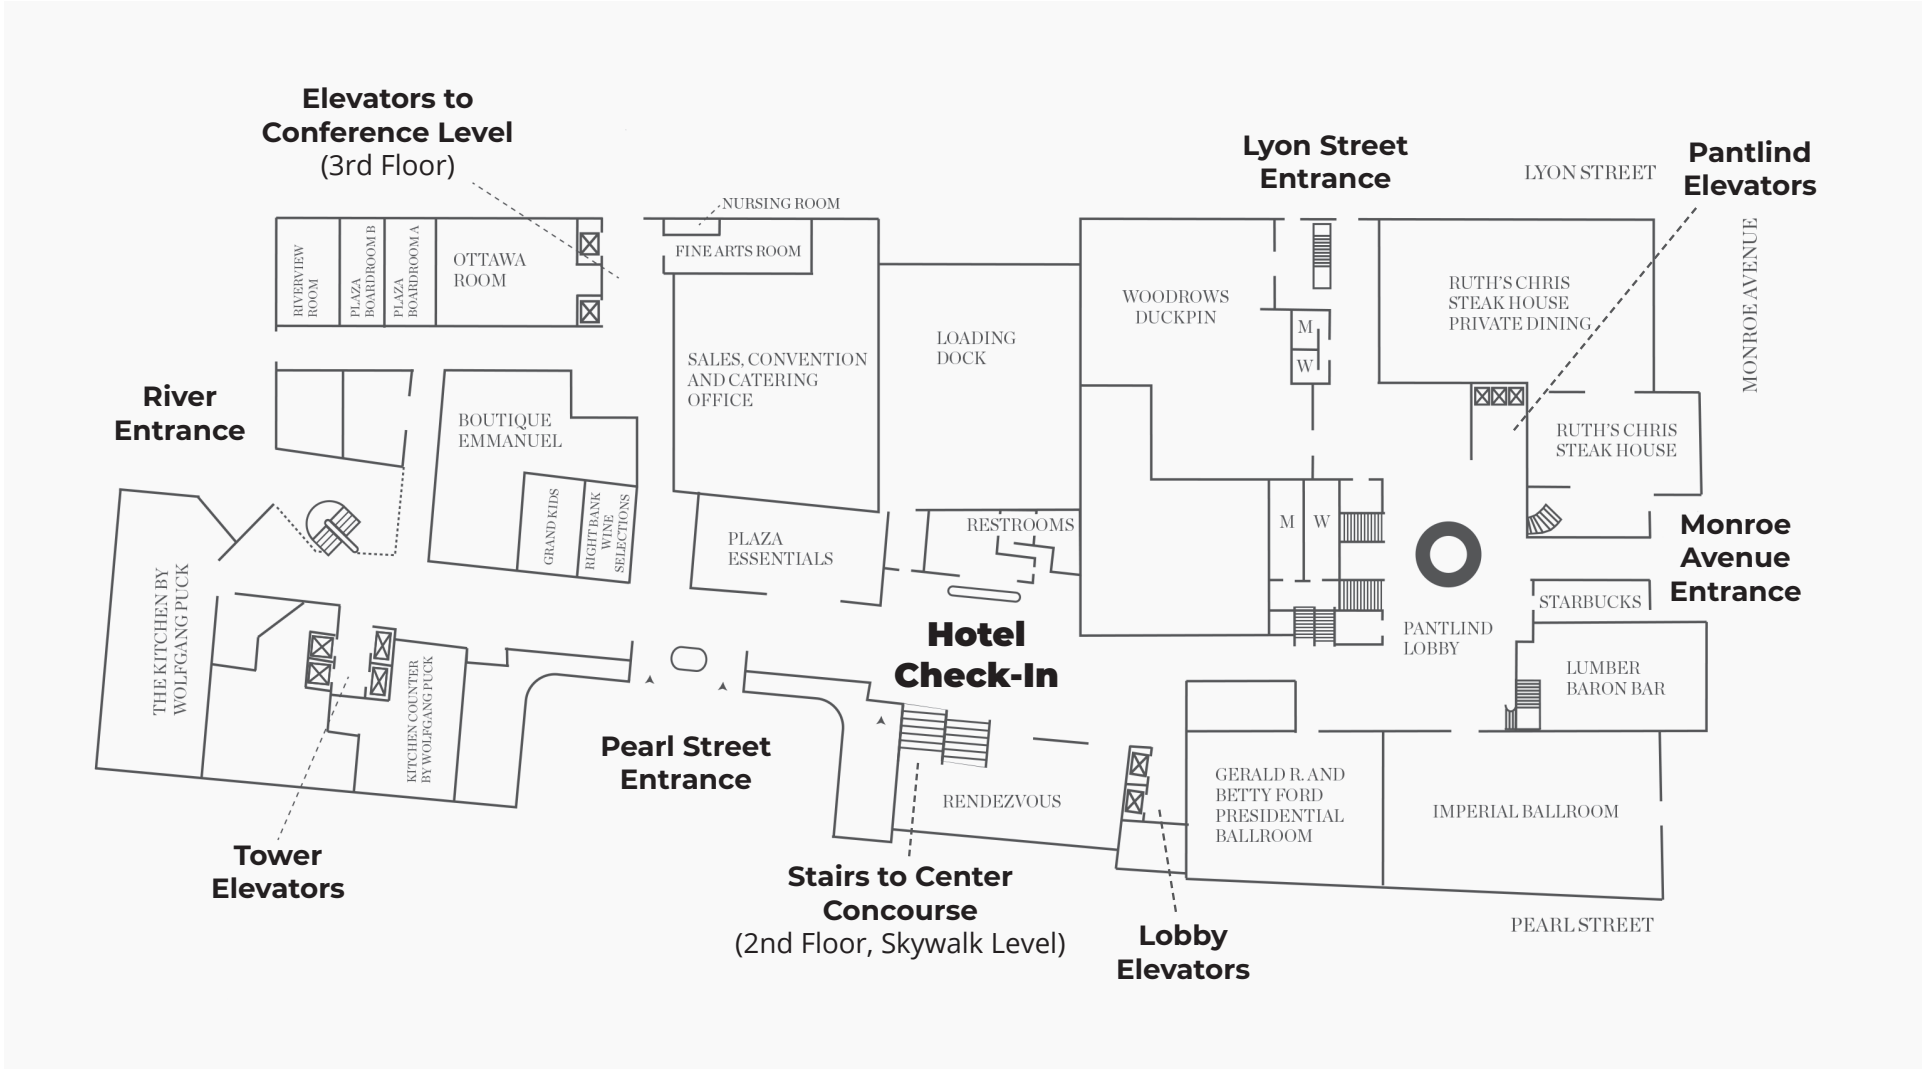 Elevators to
Conference Level
(3rd Floor)
Lyon Street
Entrance
LYON STREET
Pantlind
Elevators
MONROE AVENUE
NURSING ROOM
FINE ARTS ROOM
RIVERVIEW
ROOM
PLAZA
BOARDROOM B
PLAZA
BOARDROOM A
OTTAWA
ROOM
WOODROWS
DUCKPIN
M
W
RUTH'S CHRIS
STEAK HOUSE
PRIVATE DINING
LOADING
DOCK
SALES, CONVENTION
AND CATERING
OFFICE
River
Entrance
BOUTIQUE
EMMANUEL
GRAND KIDS
RIGHT BANK
WINE
SELECTIONS
RUTH'S CHRIS
STEAK HOUSE
PLAZA
ESSENTIALS
RESTROOMS
M
W
Monroe
Avenue
Entrance
STARBUCKS
THE KITCHEN BY
WOLFGANG PUCK
KITCHEN COUNTER
BY WOLFGANG PUCK
Hotel
Check-In
PANTLIND
LOBBY
LUMBER
BARON BAR
Pearl Street
Entrance
RENDEZVOUS
GERALD R. AND
BETTY FORD
PRESIDENTIAL
BALLROOM
IMPERIAL BALLROOM
Tower
Elevators
Stairs to Center
Concourse
(2nd Floor, Skywalk Level)
Lobby
Elevators
PEARL STREET